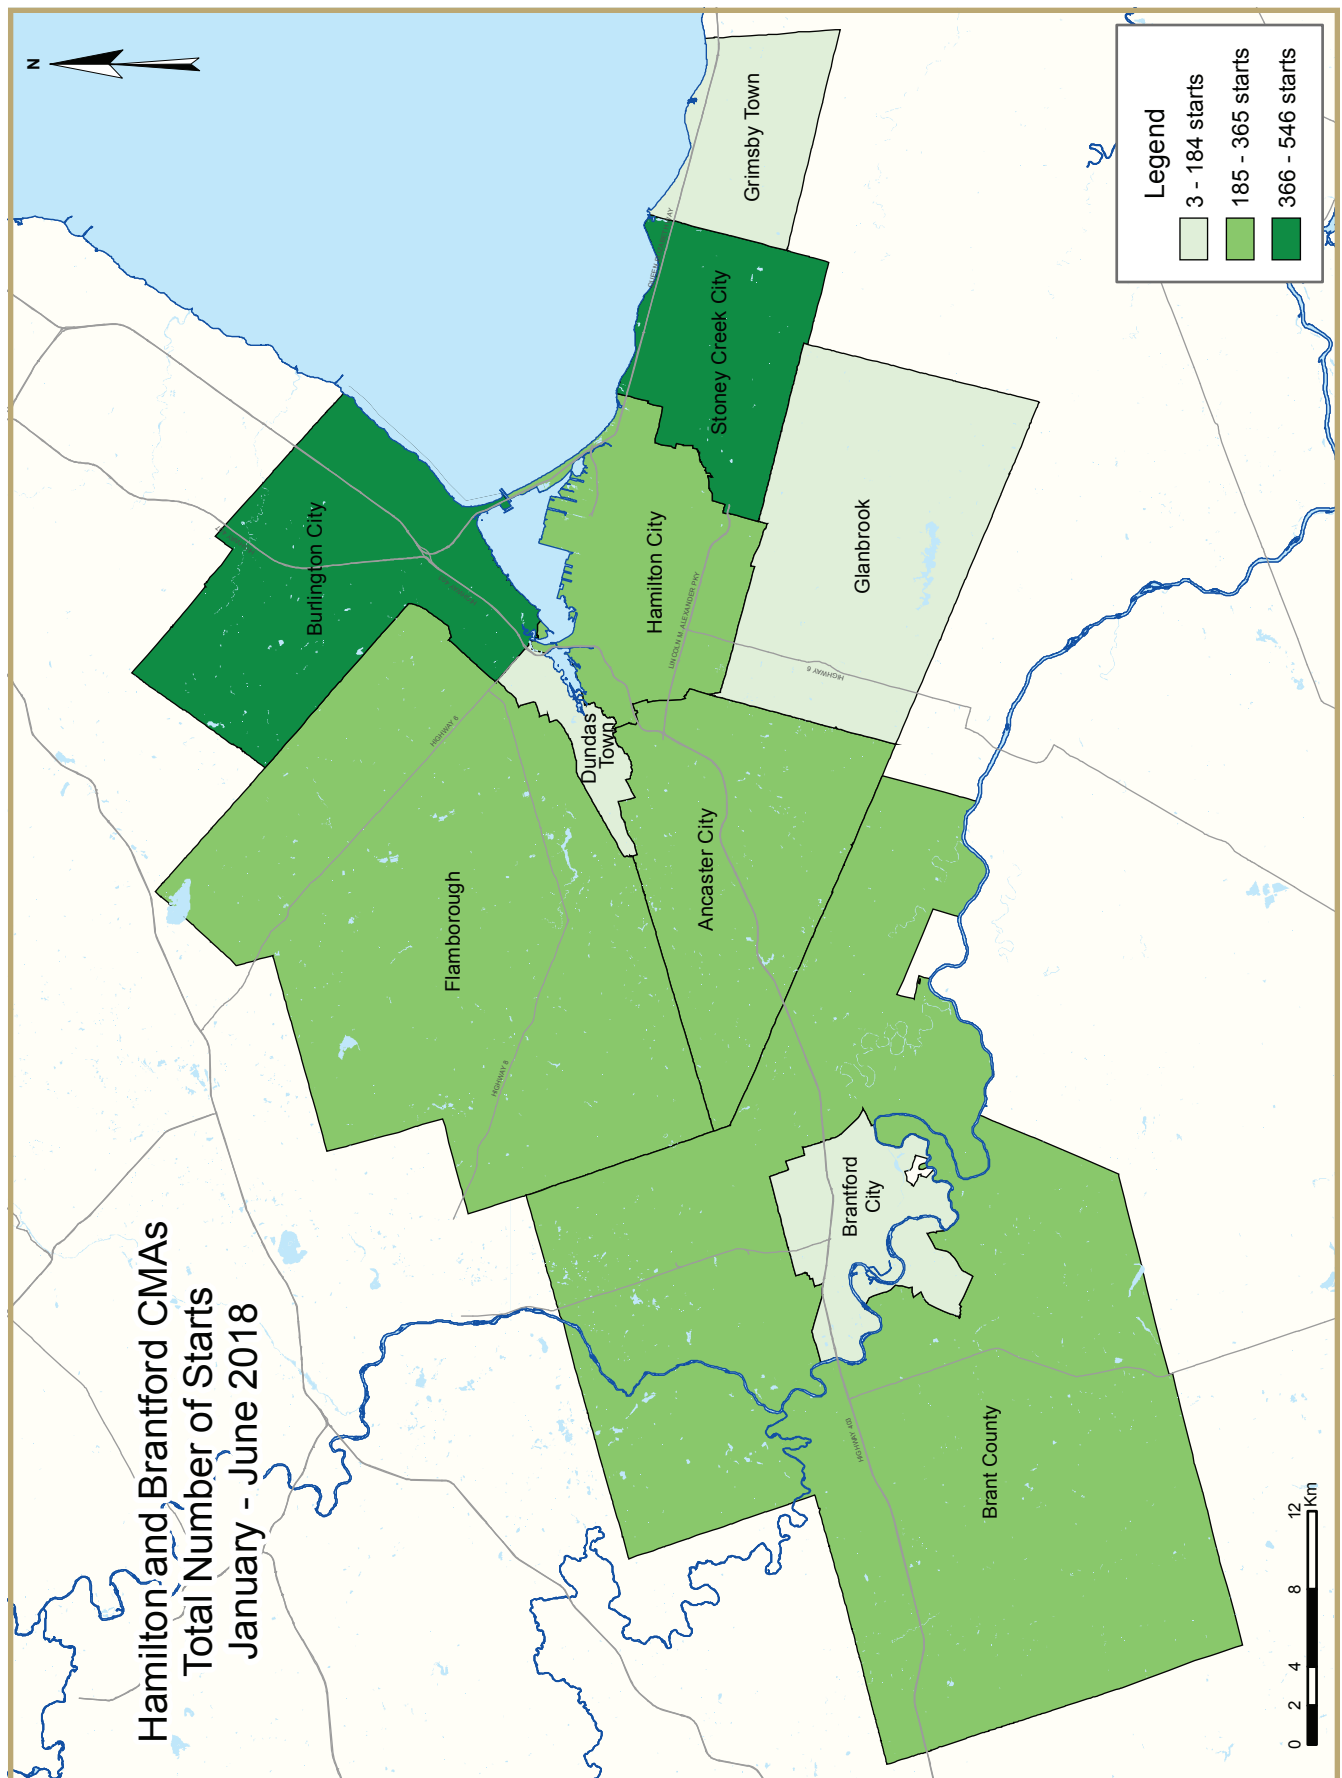 Hamilton and Brantford CMAs
Total Number of Starts
January - June 2018
N
Burlington City
Flamborough
HIGHWAY 6
HIGHWAY 8
Dundas
Town
Hamilton City
LINCOLN M. ALEXANDER PKY
Stoney Creek City
Grimsby Town
Ancaster City
Glanbrook
HIGHWAY 6
Brantford
City
Brant County
HIGHWAY 403
Legend
3 - 184 starts
185 - 365 starts
366 - 546 starts
0 2 4 8 12
Km